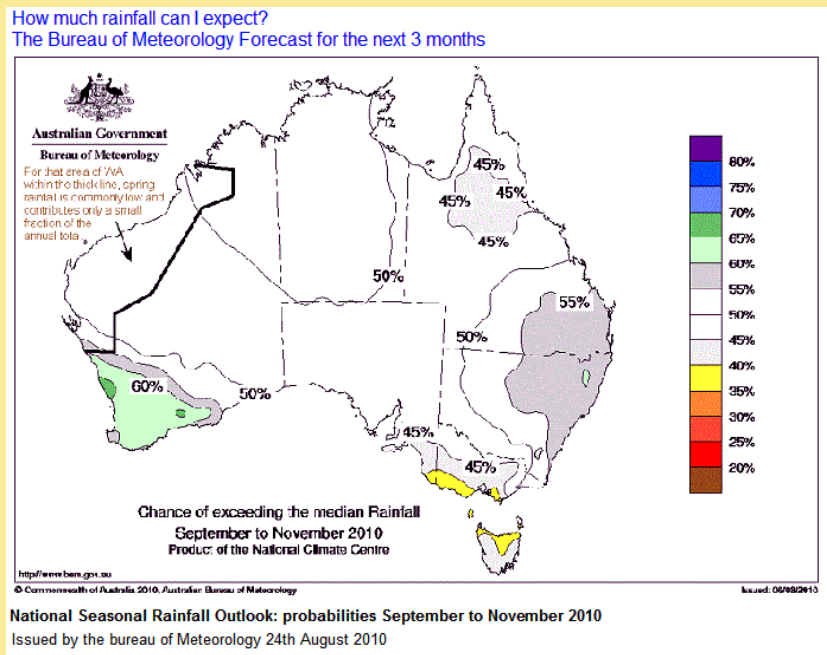 How much rainfall can I expect?
The Bureau of Meteorology Forecast for the next 3 months
Australian Government
Bureau of Meteorology
For that area of WA
within the thick line, spring
rainfall is commonly low and
contributes only a small
fraction of the
annual total.
45%
45%
45%
45%
50%
55%
50%
60%
50%
45%
45%
80%
75%
70%
65%
60%
55%
50%
45%
40%
35%
30%
25%
20%
Chance of exceeding the median Rainfall
September to November 2010
Product of the National Climate Centre
http://www.bom.gov.au
© Commonwealth of Australia 2010, Australian Bureau of Meteorology
Issued:
National Seasonal Rainfall Outlook: probabilities September to November 2010
Issued by the bureau of Meteorology 24th August 2010